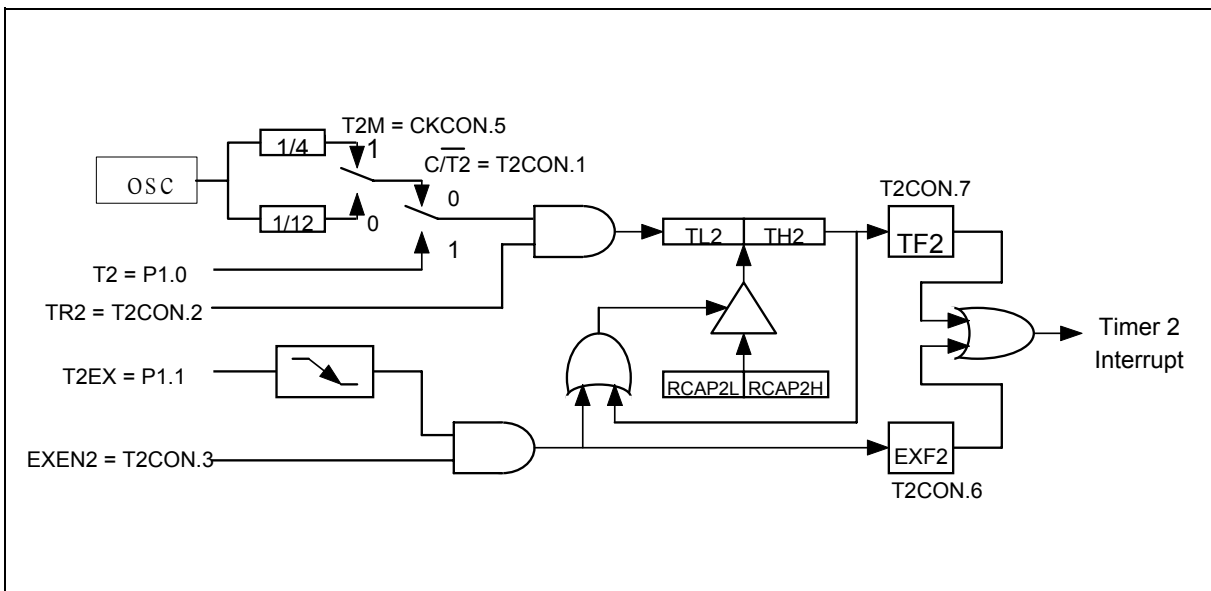 T2M = CKCON.5
1/4
1
C/T2 = T2CON.1
OSC
0
1/12
0
1
T2 = P1.0
TR2 = T2CON.2
TL2 TH2
T2CON.7
TF2
Timer 2
Interrupt
T2EX = P1.1
RCAP2L RCAP2H
EXEN2 = T2CON.3
EXF2
T2CON.6